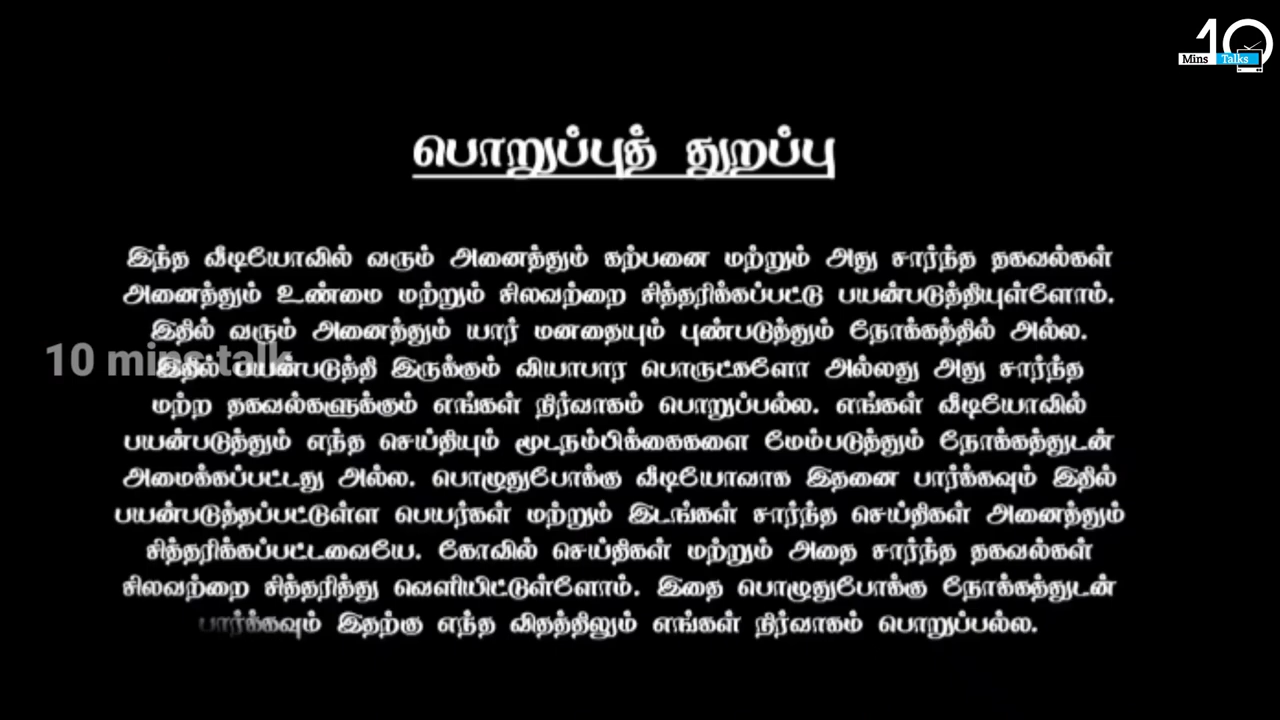 10
Mins Talks
பொறுப்புத் துறப்பு
இந்த வீடியோவில் வரும் அனைத்தும் கற்பனை மற்றும் அது சார்ந்த தகவல்கள்
அனைத்தும் உண்மை மற்றும் சிலவற்றை சித்தரிக்கப்பட்டு பயன்படுத்தியுள்ளோம்.
இதில் வரும் அனைத்தும் யார் மனதையும் புண்படுத்தும் நோக்கத்தில் அல்ல.
10 mins talk
இதில் பயன்படுத்தி இருக்கும் வியாபார பொருட்களோ அல்லது அது சார்ந்த
மற்ற தகவல்களுக்கும் எங்கள் நிர்வாகம் பொறுப்பல்ல. எங்கள் வீடியோவில்
பயன்படுத்தும் எந்த செய்தியும் மூடநம்பிக்கைகளை மேம்படுத்தும் நோக்கத்துடன்
அமைக்கப்பட்டது அல்ல. பொழுதுபோக்கு வீடியோவாக இதனை பார்க்கவும் இதில்
பயன்படுத்தப்பட்டுள்ள பெயர்கள் மற்றும் இடங்கள் சார்ந்த செய்திகள் அனைத்தும்
சித்தரிக்கப்பட்டவையே. கோவில் செய்திகள் மற்றும் அதை சார்ந்த தகவல்கள்
சிலவற்றை சித்தரித்து வெளியிட்டுள்ளோம். இதை பொழுதுபோக்கு நோக்கத்துடன்
பார்க்கவும் இதற்கு எந்த விதத்திலும் எங்கள் நிர்வாகம் பொறுப்பல்ல.